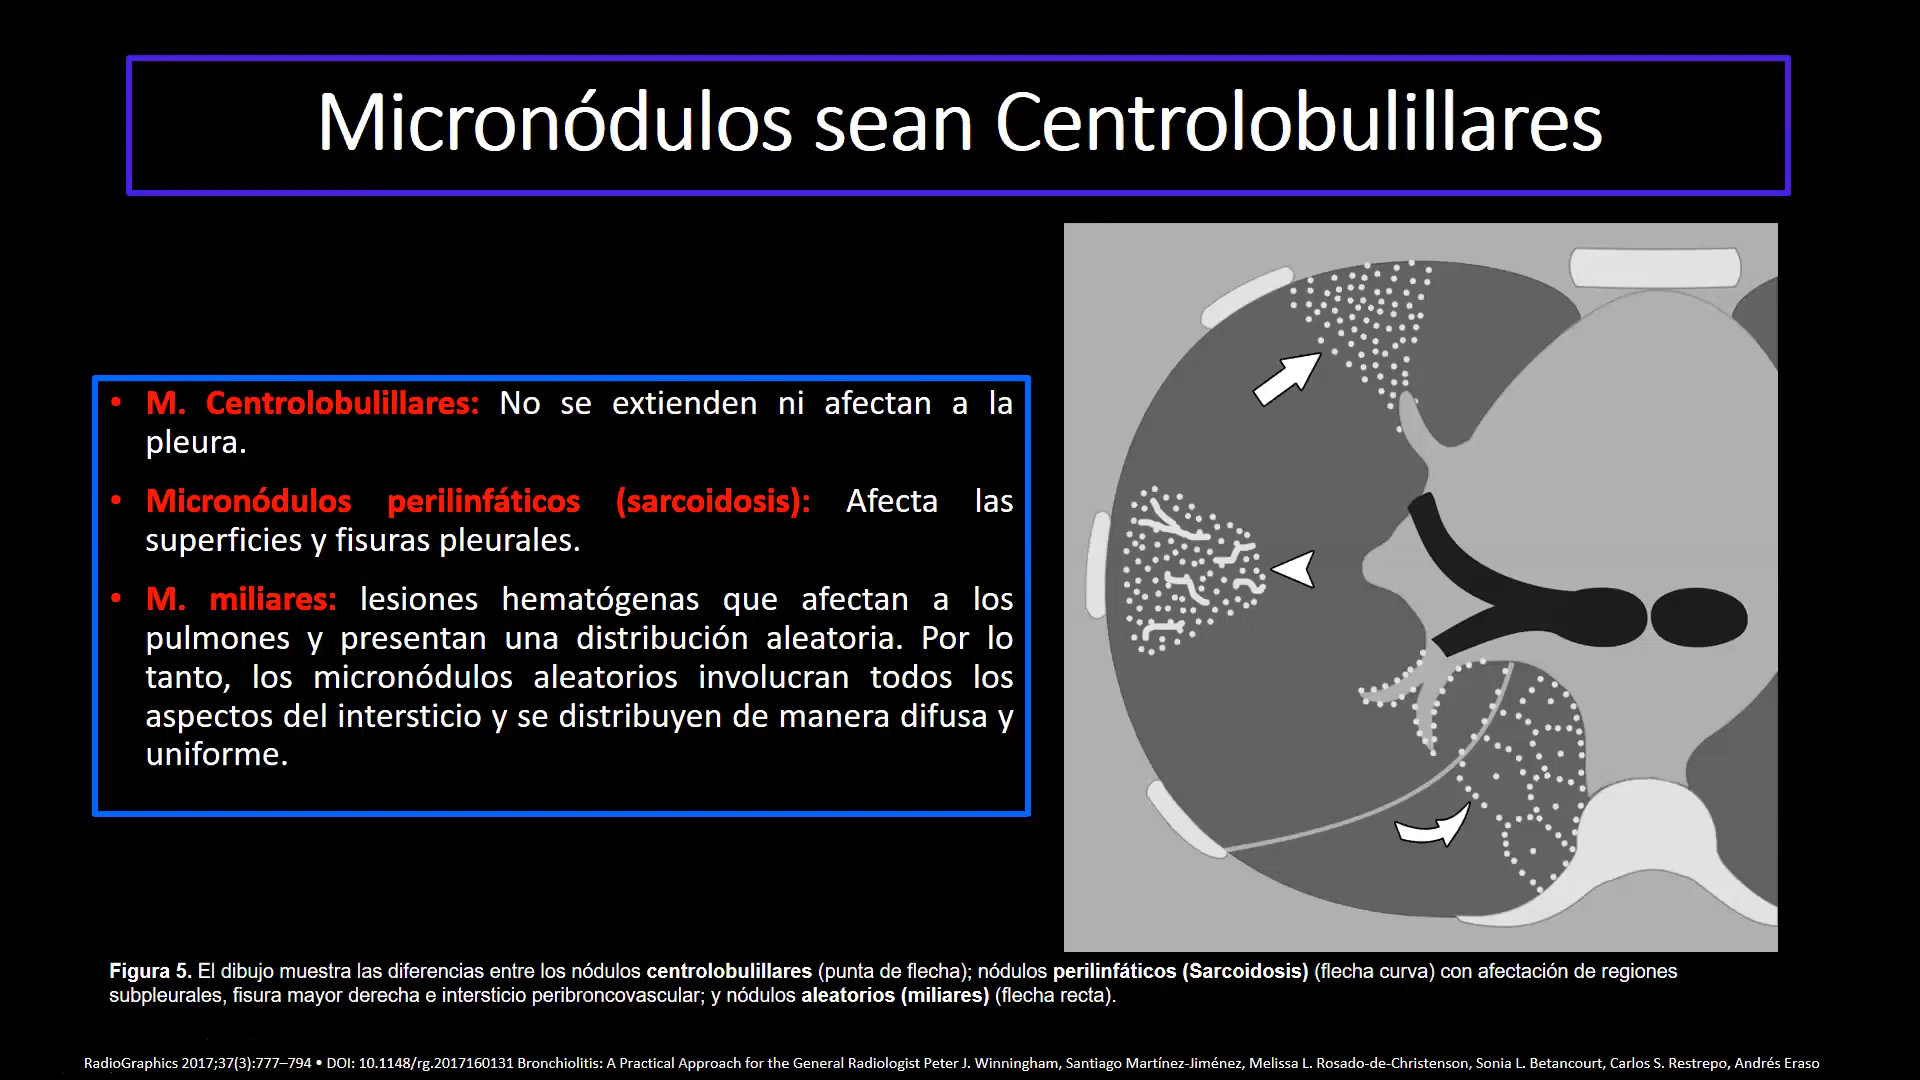 Micronódulos sean Centrolobulillares
• M. Centrolobulillares: No se extienden ni afectan a la
pleura.
• Micronódulos perilinfáticos (sarcoidosis): Afecta las
superficies y fisuras pleurales.
• M. miliares: lesiones hematógenas que afectan a los
pulmones y presentan una distribución aleatoria. Por lo
tanto, los micronódulos aleatorios involucran todos los
aspectos del intersticio y se distribuyen de manera difusa y
uniforme.
Figura 5. El dibujo muestra las diferencias entre los nódulos centrolobulillares (punta de flecha); nódulos perilinfáticos (Sarcoidosis) (flecha curva) con afectación de regiones
subpleurales, fisura mayor derecha e intersticio peribroncovascular; y nódulos aleatorios (miliares) (flecha recta).
RadioGraphics 2017;37(3):777–794 • DOI: 10.1148/rg.2017160131 Bronchiolitis: A Practical Approach for the General Radiologist Peter J. Winningham, Santiago Martínez-Jiménez, Melissa L. Rosado-de-Christenson, Sonia L. Betancourt, Carlos S. Restrepo, Andrés Eraso